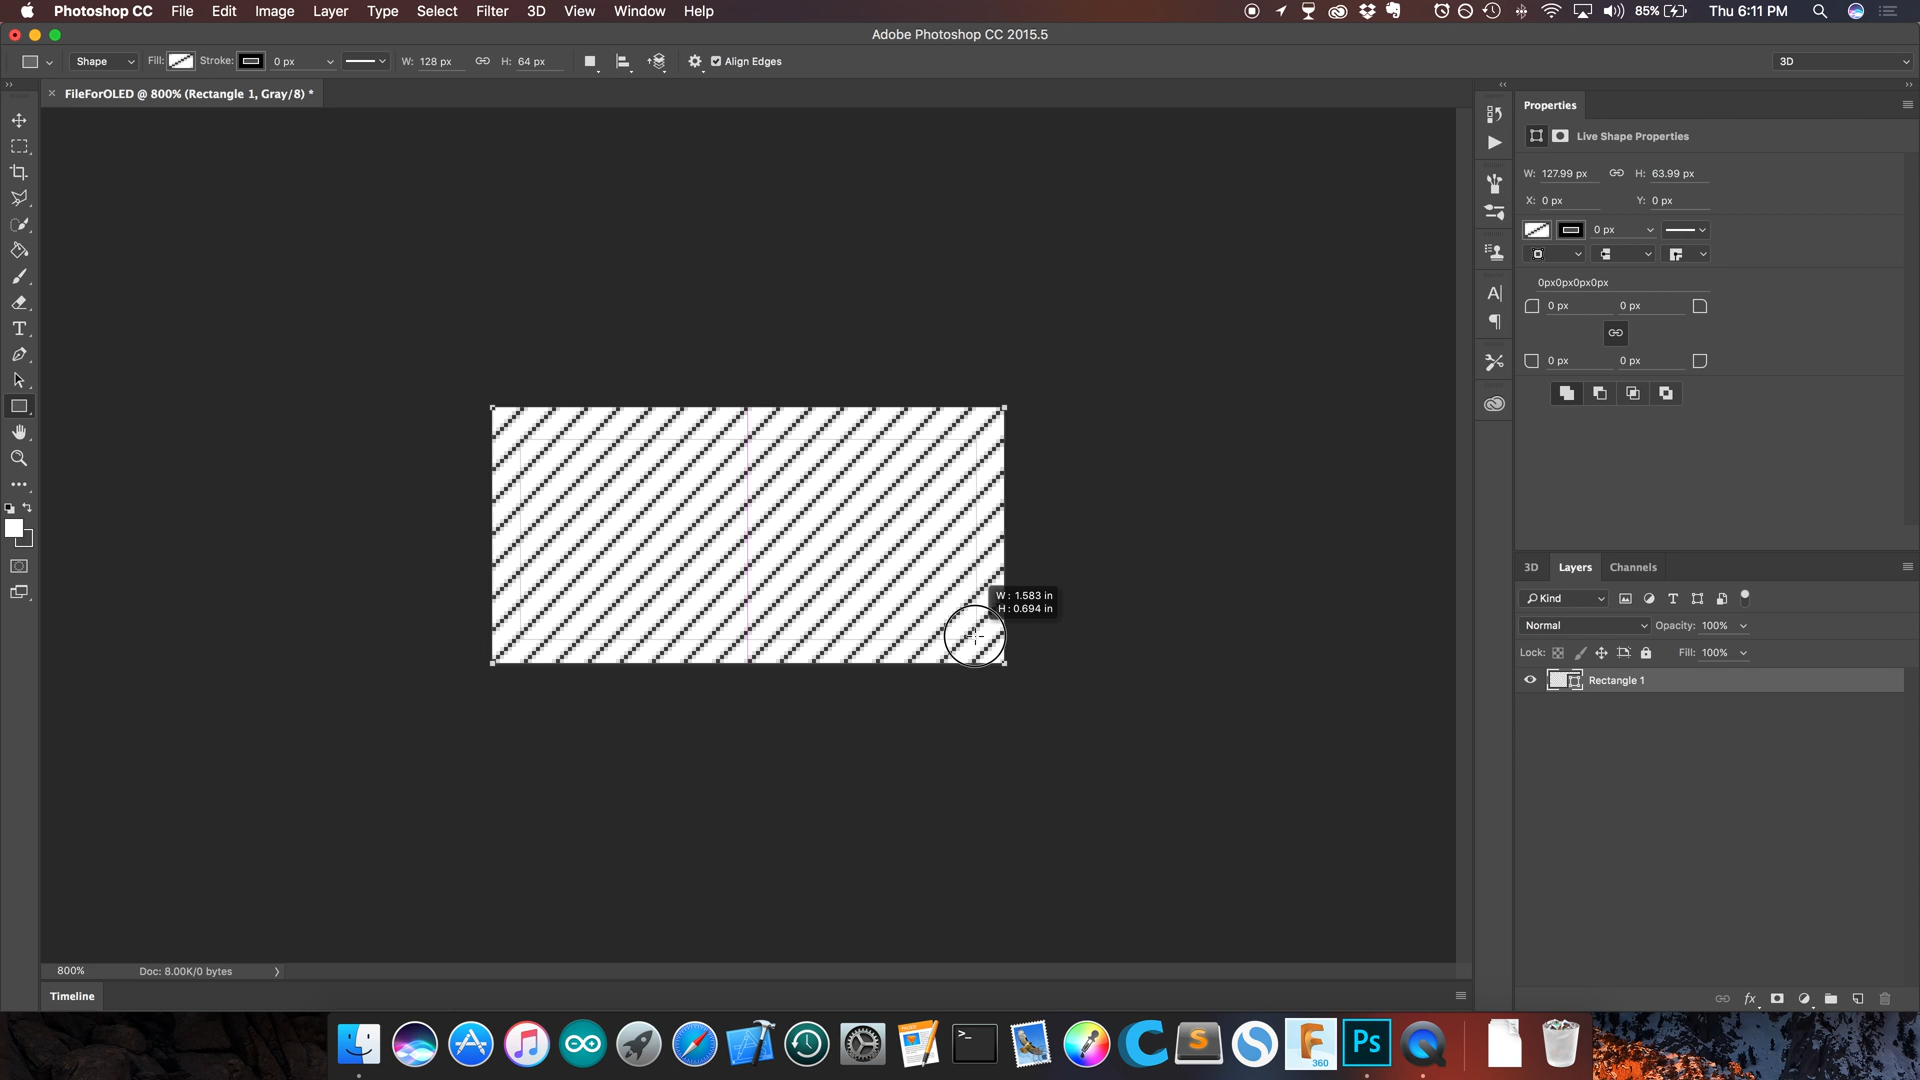 Photoshop CC File Edit Image Layer Type Select Filter 3D View Window Help 85% Thu 6:11 PM
Adobe Photoshop CC 2015.5
Shape Fill: Stroke: 0 px W: 128 px H: 64 px Align Edges 3D
FileForOLED @ 800% (Rectangle 1, Gray/8) *
Properties
Live Shape Properties
W: 127.99 px H: 63.99 px
X: 0 px Y: 0 px
0 px
0px0px0px0px
0 px 0 px
0 px 0 px
W: 1.583 in
H: 0.694 in
3D Layers Channels
Kind
Normal Opacity: 100%
Lock: Fill: 100%
Rectangle 1
800% Doc: 8.00K/0 bytes
Timeline
>_
S
F
360
Ps